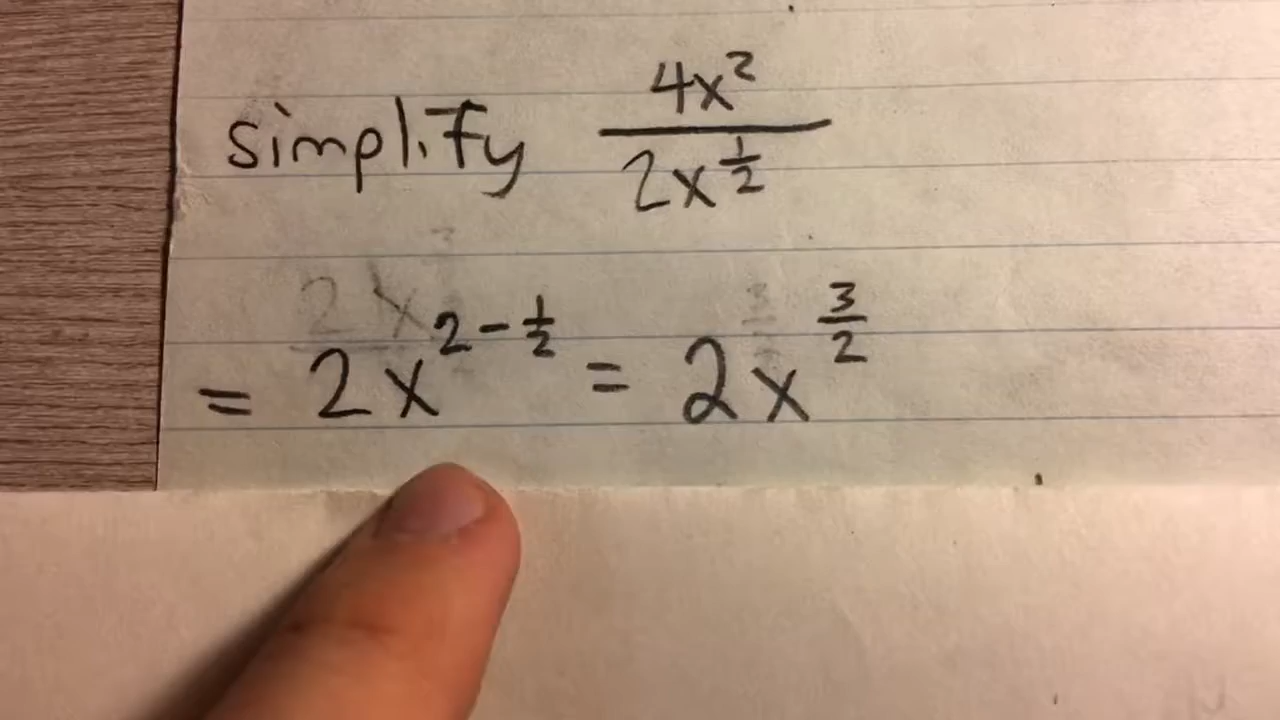 simplify 4x² / 2x^(1/2)
= 2x^(2-1/2) = 2x^(3/2)